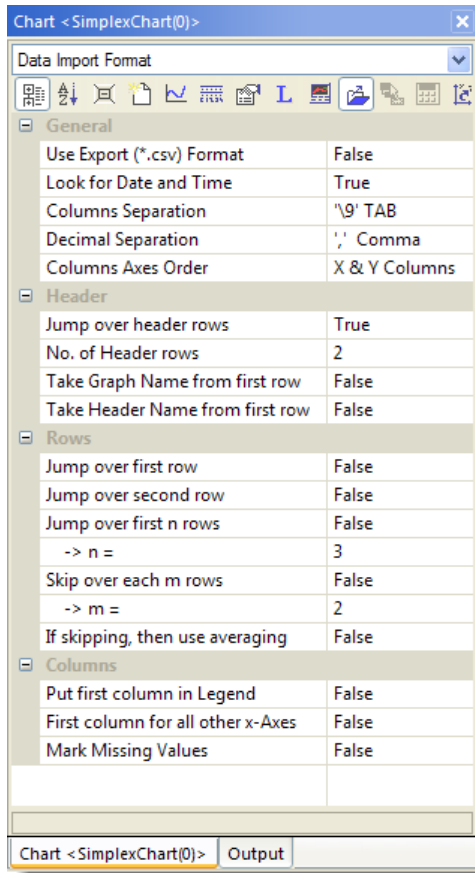 Chart <SimplexChart(0)>
Data Import Format
L
General
Use Export (*.csv) Format False
Look for Date and Time True
Columns Separation '\9' TAB
Decimal Separation ',' Comma
Columns Axes Order X & Y Columns
Header
Jump over header rows True
No. of Header rows 2
Take Graph Name from first row False
Take Header Name from first row False
Rows
Jump over first row False
Jump over second row False
Jump over first n rows False
-> n = 3
Skip over each m rows False
-> m = 2
If skipping, then use averaging False
Columns
Put first column in Legend False
First column for all other x-Axes False
Mark Missing Values False
Chart <SimplexChart(0)> Output